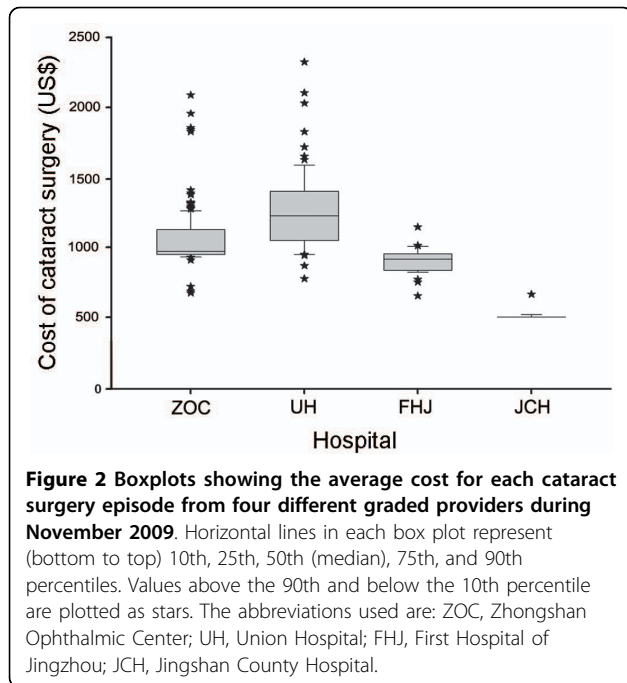 2500
2000
1500
1000
500
0
Cost of cataract surgery (US$)
ZOC UH FHJ JCH
Hospital
Figure 2 Boxplots showing the average cost for each cataract
surgery episode from four different graded providers during
November 2009. Horizontal lines in each box plot represent
(bottom to top) 10th, 25th, 50th (median), 75th, and 90th
percentiles. Values above the 90th and below the 10th percentile
are plotted as stars. The abbreviations used are: ZOC, Zhongshan
Ophthalmic Center; UH, Union Hospital; FHJ, First Hospital of
Jingzhou; JCH, Jingshan County Hospital.